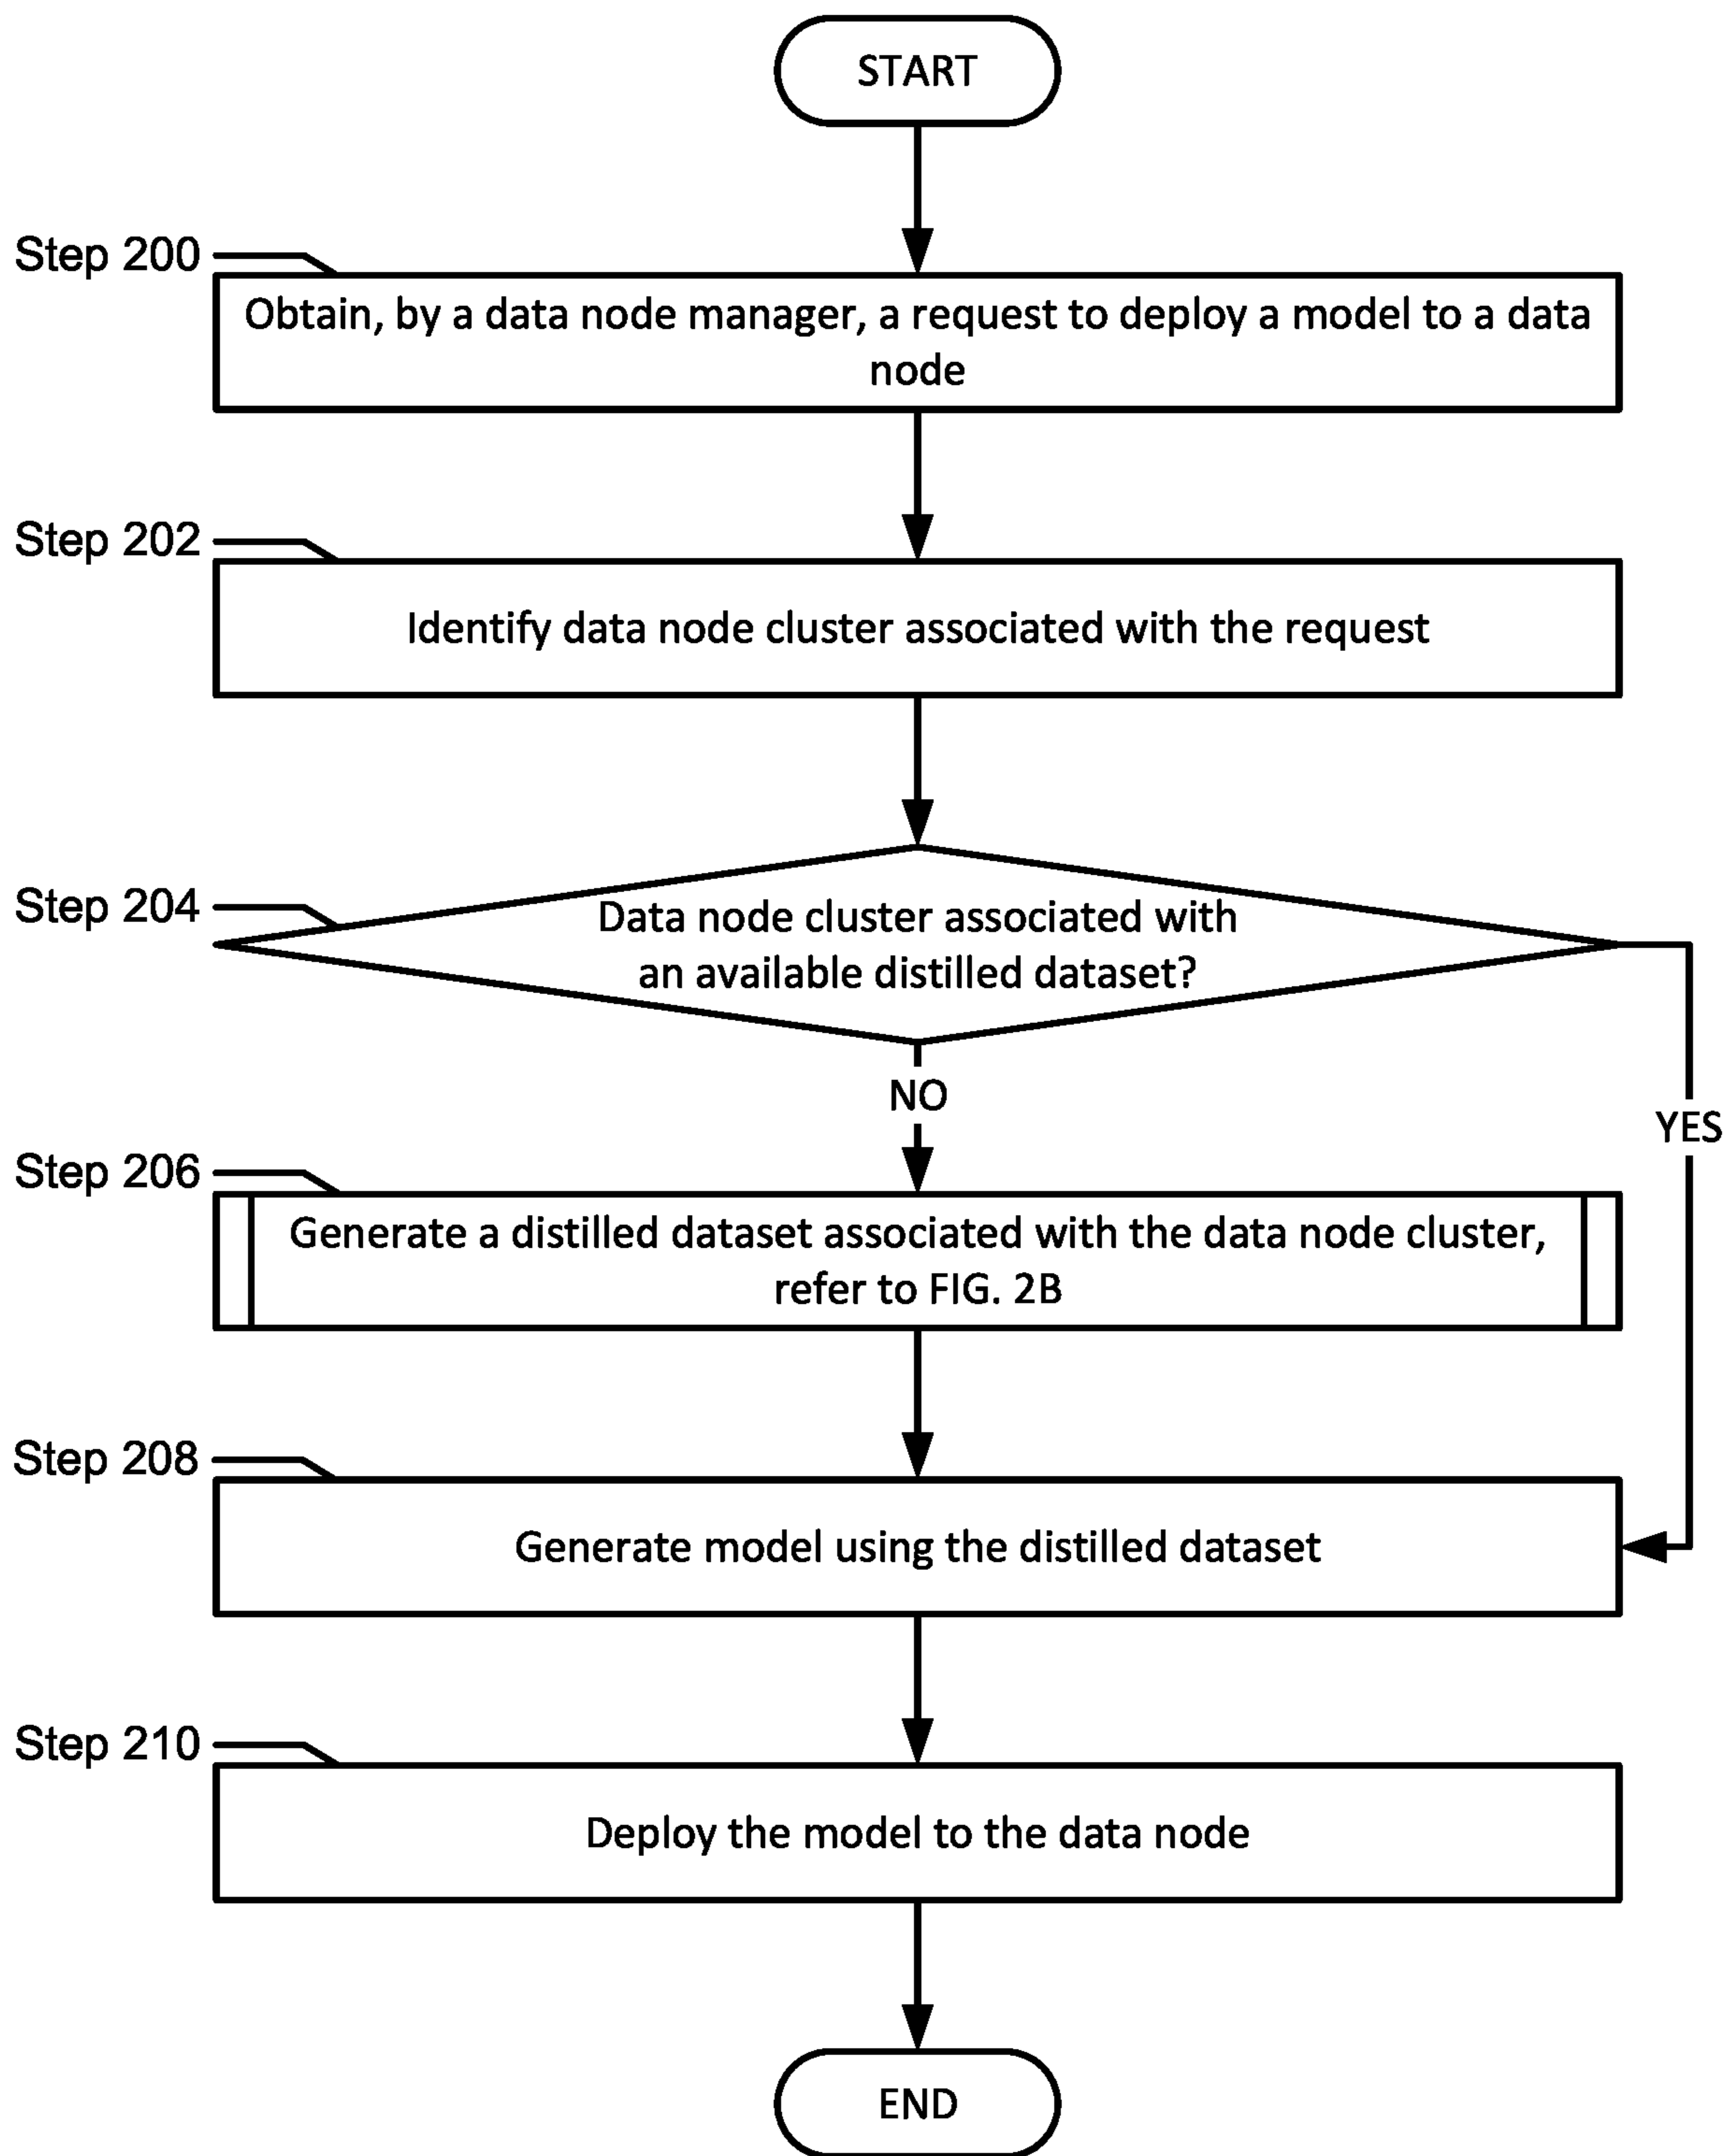 START
Step 200
Obtain, by a data node manager, a request to deploy a model to a data
node
Step 202
Identify data node cluster associated with the request
Step 204
Data node cluster associated with
an available distilled dataset?
NO
YES
Step 206
Generate a distilled dataset associated with the data node cluster,
refer to FIG. 2B
Step 208
Generate model using the distilled dataset
Step 210
Deploy the model to the data node
END